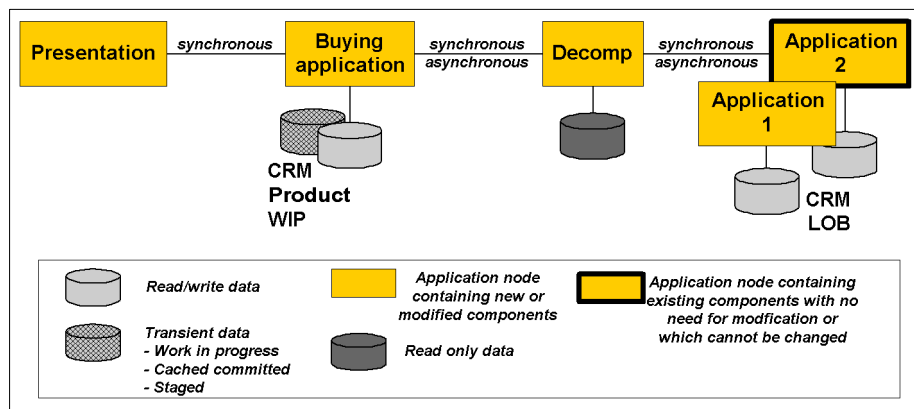 Presentation
synchronous
Buying
application
synchronous
asynchronous
Decomp
synchronous
asynchronous
Application
2
Application
1
CRM
Product
WIP
CRM
LOB
Read/write data
Transient data
- Work in progress
- Cached committed
- Staged
Application node
containing new or
modified components
Read only data
Application node containing
existing components with no
need for modfication or
which cannot be changed